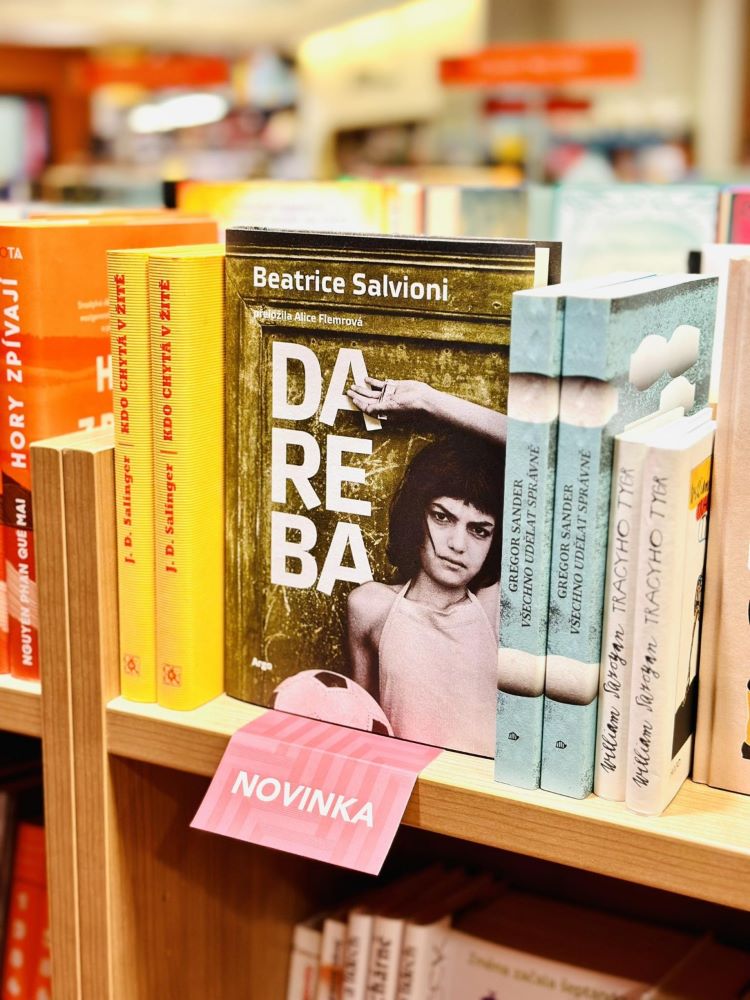 HORY ZPÍVAJÍ
NGUYEN PHAN QUE MAI
J. D. Salinger | KDO CHYTÁ V ŽITĚ
J. D. Salinger | KDO CHYTÁ V ŽITĚ
Beatrice Salvioni
přeložila Alice Flemrová
DA
RE
BA
Argo
GREGOR SANDER
VŠECHNO UDĚLAT SPRÁVNĚ
GREGOR SANDER
VŠECHNO UDĚLAT SPRÁVNĚ
William Saroyan TRACYHO TYGR
William Saroyan TRACYHO TYGR
NOVINKA